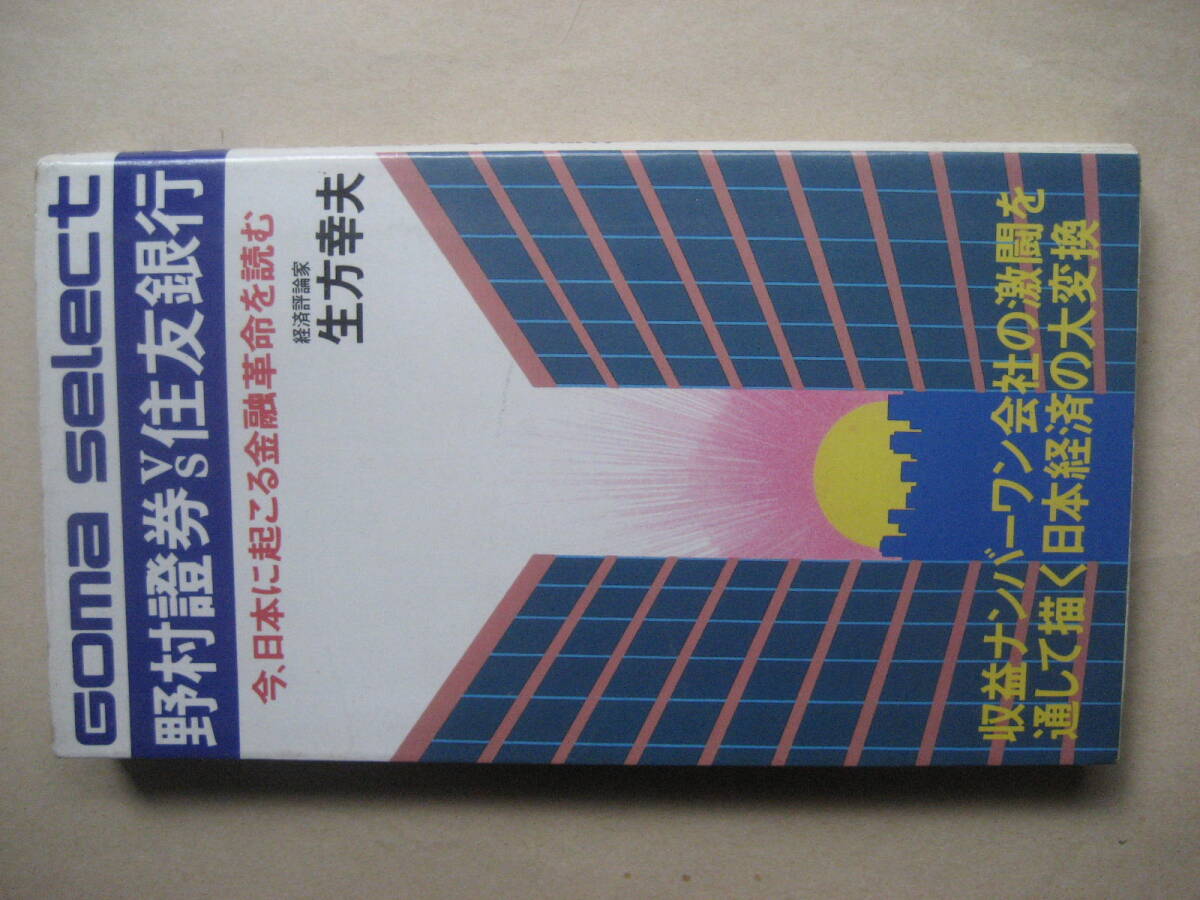 Goma select
野村證券VS住友銀行
今、日本に起こる金融革命を読む
経済評論家
生方幸夫
収益ナンバーワン会社の激闘を
通して描く日本経済の大変換